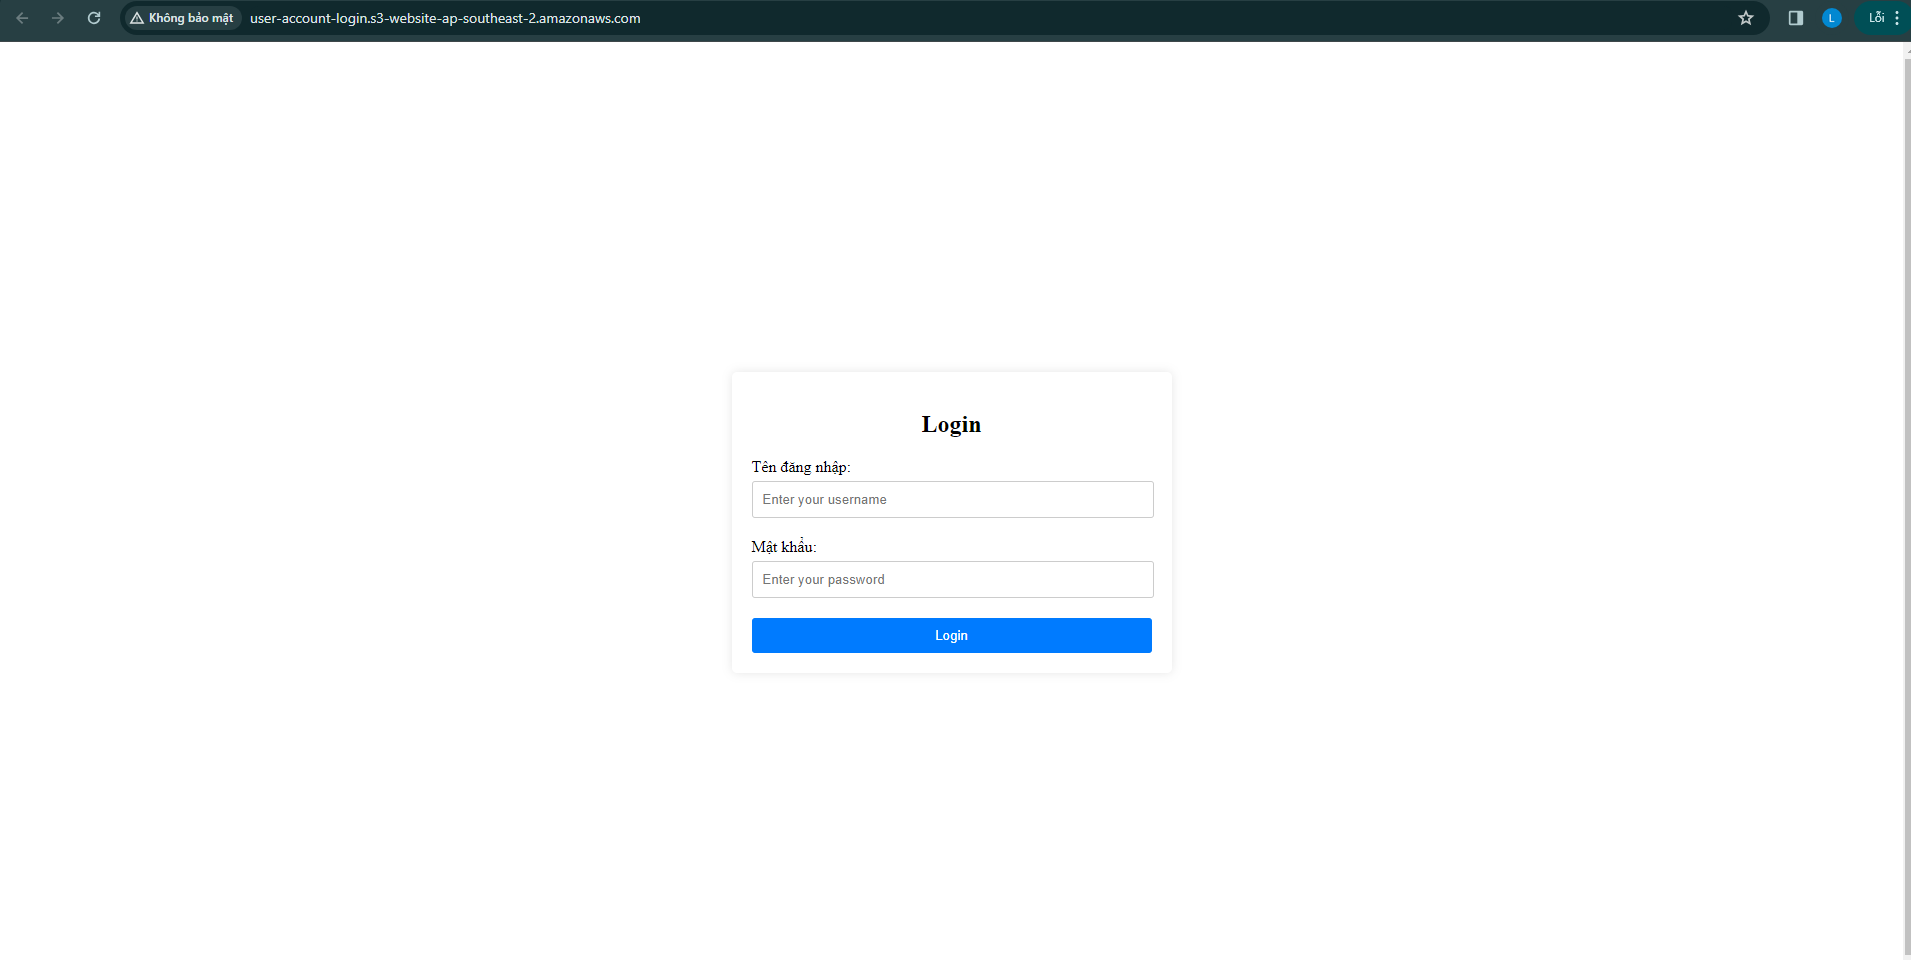 Không bảo mật user-account-login.s3-website-ap-southeast-2.amazonaws.com L Lỗi
Login
Tên đăng nhập:
Enter your username
Mật khẩu:
Enter your password
Login